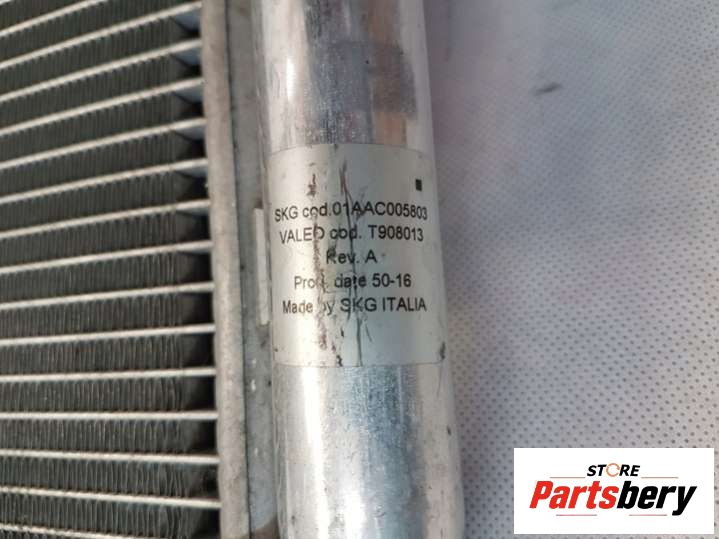 SKG cod.01AAC005803
VALEO cod. T908013
Rev. A
Prod. date 50-16
Made by SKG ITALIA
STORE
Partsbery